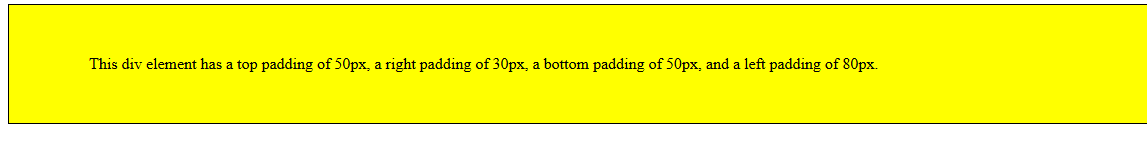 This div element has a top padding of 50px, a right padding of 30px, a bottom padding of 50px, and a left padding of 80px.